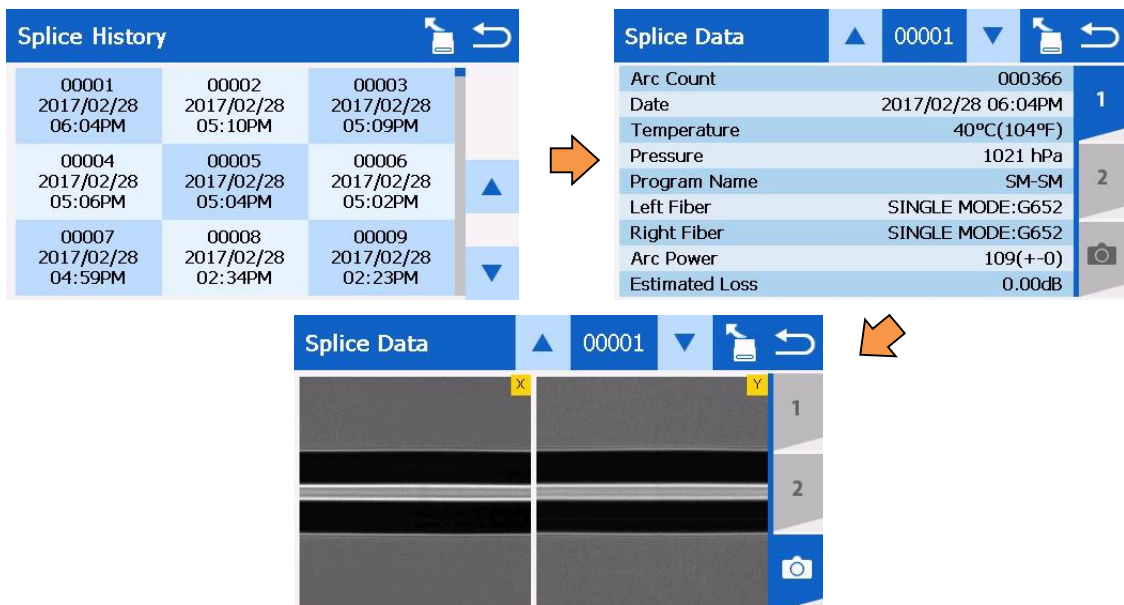 Splice History
00001 00002 00003
2017/02/28 2017/02/28 2017/02/28
06:04PM 05:10PM 05:09PM
00004 00005 00006
2017/02/28 2017/02/28 2017/02/28
05:06PM 05:04PM 05:02PM
00007 00008 00009
2017/02/28 2017/02/28 2017/02/28
04:59PM 02:34PM 02:23PM
Splice Data 00001
Arc Count 000366
Date 2017/02/28 06:04PM
Temperature 40ºC(104ºF)
Pressure 1021 hPa
Program Name SM-SM
Left Fiber SINGLE MODE:G652
Right Fiber SINGLE MODE:G652
Arc Power 109(+-0)
Estimated Loss 0.00dB
1
2
Splice Data 00001
X Y
1
2